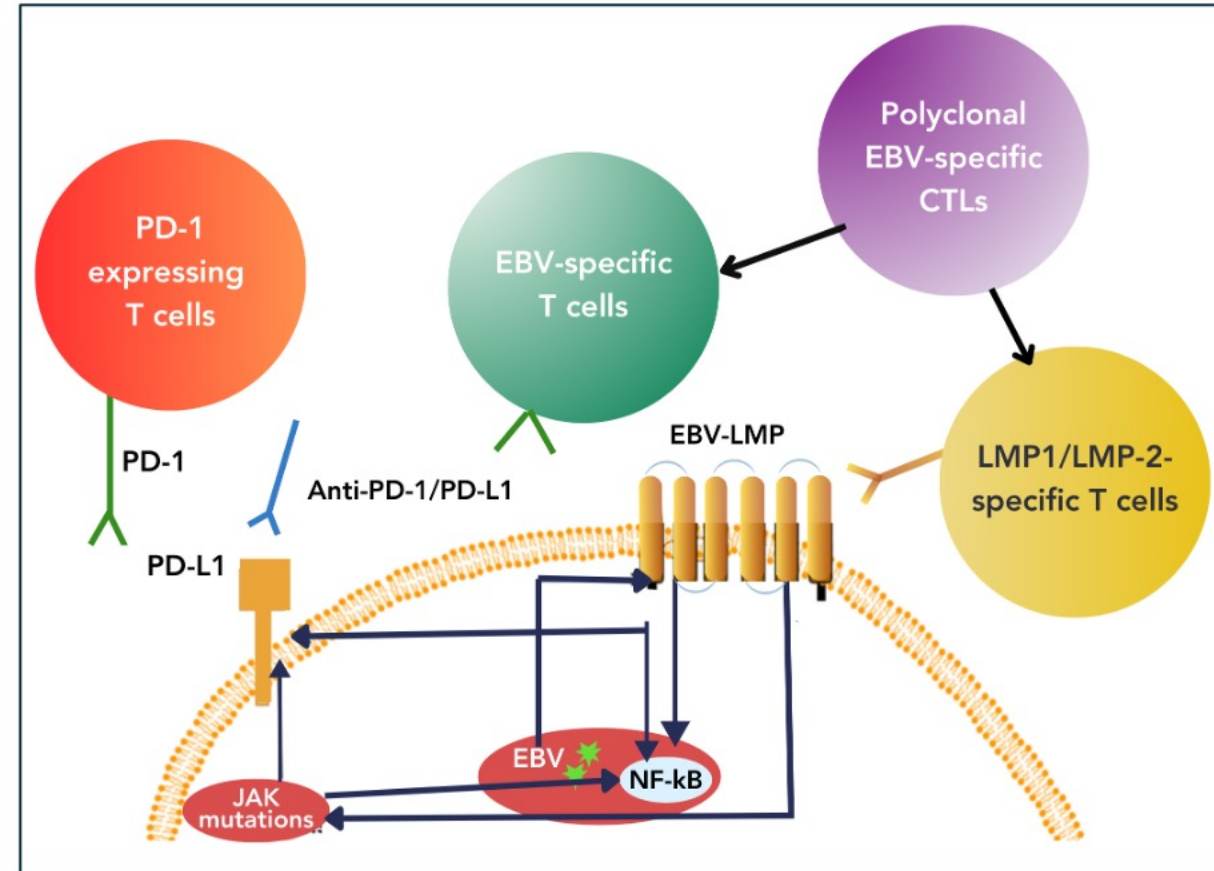 Polyclonal
EBV-specific
CTLs
PD-1
expressing
T cells
EBV-specific
T cells
EBV-LMP
LMP1/LMP-2-
specific T cells
PD-1
Anti-PD-1/PD-L1
PD-L1
EBV
NF-kB
JAK
mutations